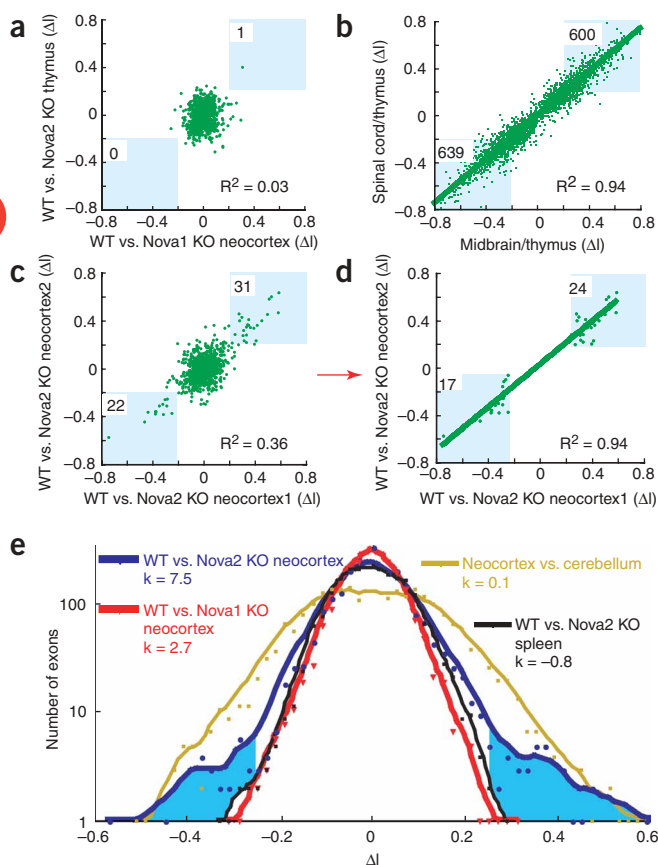 a
WT vs. Nova2 KO thymus (ΔI)
0.8
0.4
0
–0.4
–0.8
1
0
R² = 0.03
–0.8 –0.4 0 0.4 0.8
WT vs. Nova1 KO neocortex (ΔI)
b
Spinal cord/thymus (ΔI)
0.8
0.4
0
–0.4
–0.8
600
639
R² = 0.94
–0.8 –0.4 0 0.4 0.8
Midbrain/thymus (ΔI)
c
WT vs. Nova2 KO neocortex2 (ΔI)
0.8
0.4
0
–0.4
–0.8
31
22
R² = 0.36
–0.8 –0.4 0 0.4 0.8
WT vs. Nova2 KO neocortex1 (ΔI)
d
WT vs. Nova2 KO neocortex2 (ΔI)
0.8
0.4
0
–0.4
–0.8
24
17
R² = 0.94
–0.8 –0.4 0 0.4 0.8
WT vs. Nova2 KO neocortex1 (ΔI)
e
Number of exons
100
10
1
WT vs. Nova2 KO neocortex
k = 7.5
WT vs. Nova1 KO
neocortex
k = 2.7
Neocortex vs. cerebellum
k = 0.1
WT vs. Nova2 KO
spleen
k = –0.8
–0.6 –0.4 –0.2 0 0.2 0.4 0.6
ΔI